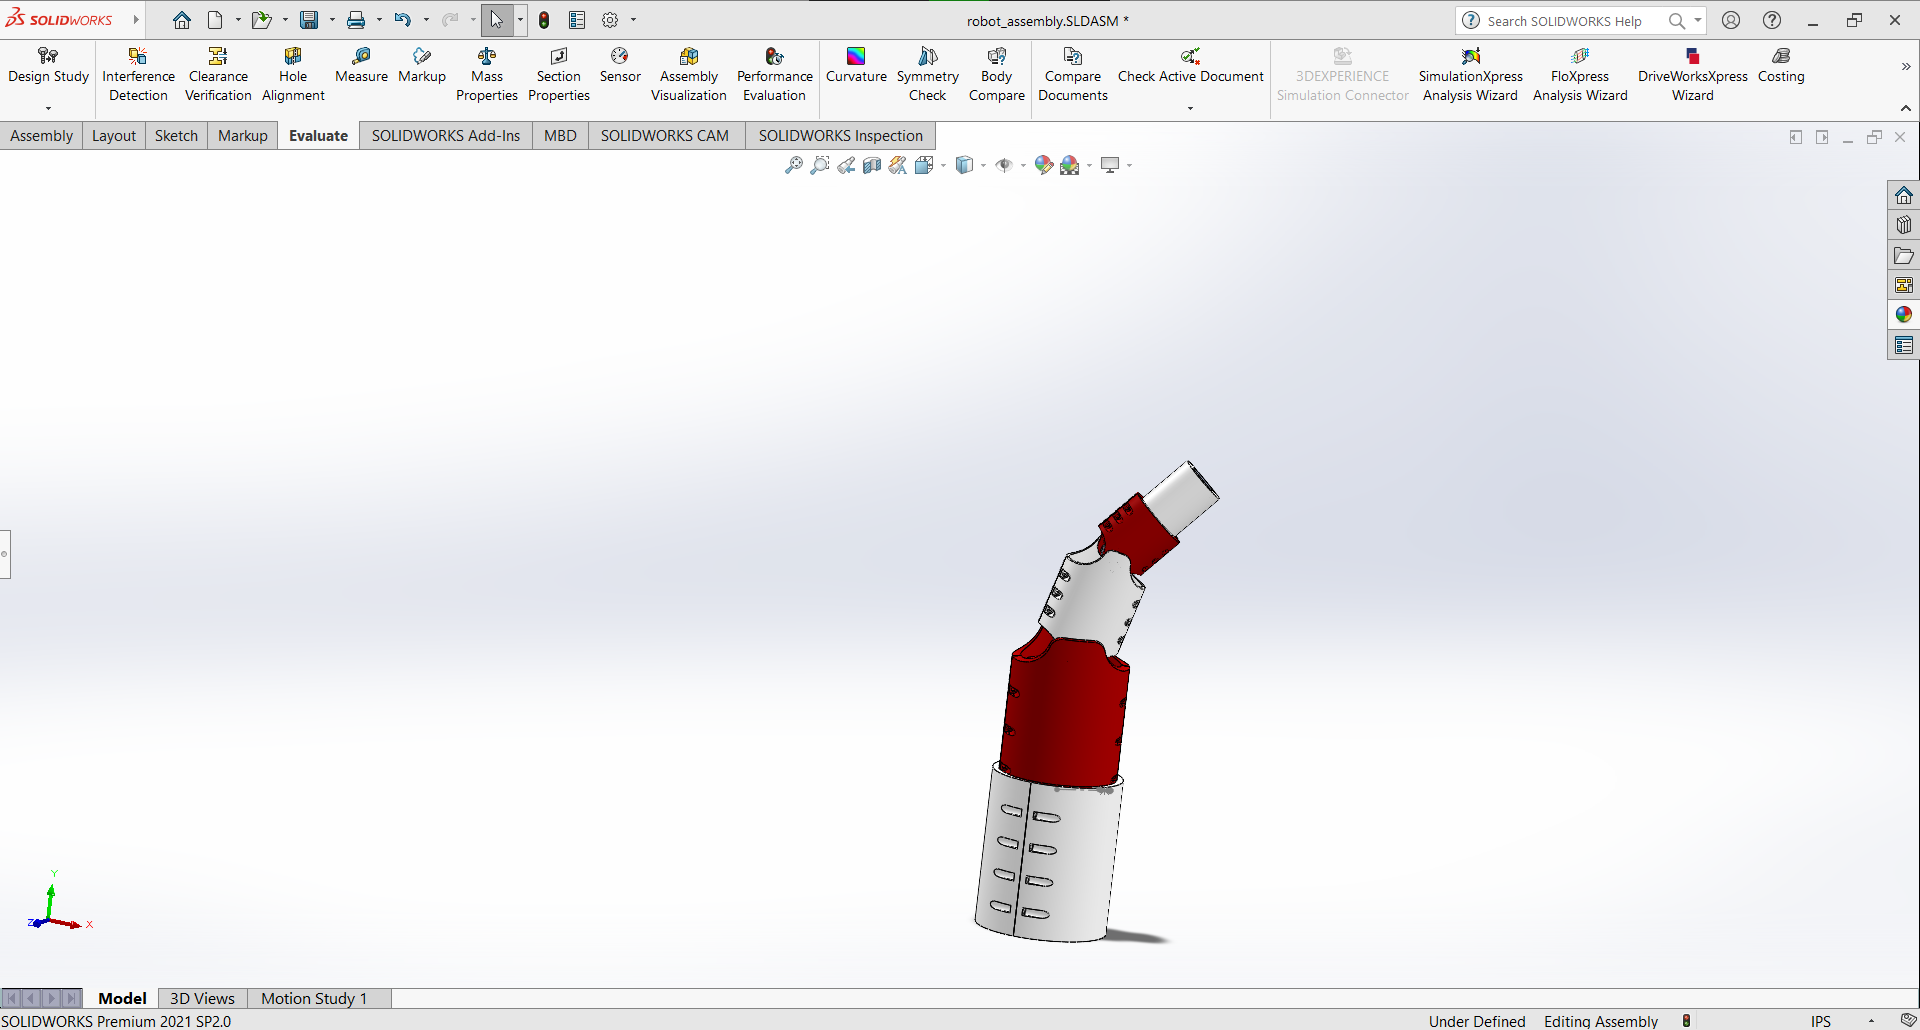 SOLIDWORKS
robot_assembly.SLDASM *
Search SOLIDWORKS Help
Design Study
Interference Detection
Clearance Verification
Hole Alignment
Measure
Markup
Mass Properties
Section Properties
Sensor
Assembly Visualization
Performance Evaluation
Curvature
Symmetry Check
Body Compare
Compare Documents
Check Active Document
3DEXPERIENCE Simulation Connector
SimulationXpress Analysis Wizard
FloXpress Analysis Wizard
DriveWorksXpress Wizard
Costing
Assembly Layout Sketch Markup Evaluate SOLIDWORKS Add-Ins MBD SOLIDWORKS CAM SOLIDWORKS Inspection
Y
Z
X
Model 3D Views Motion Study 1
SOLIDWORKS Premium 2021 SP2.0 Under Defined Editing Assembly IPS